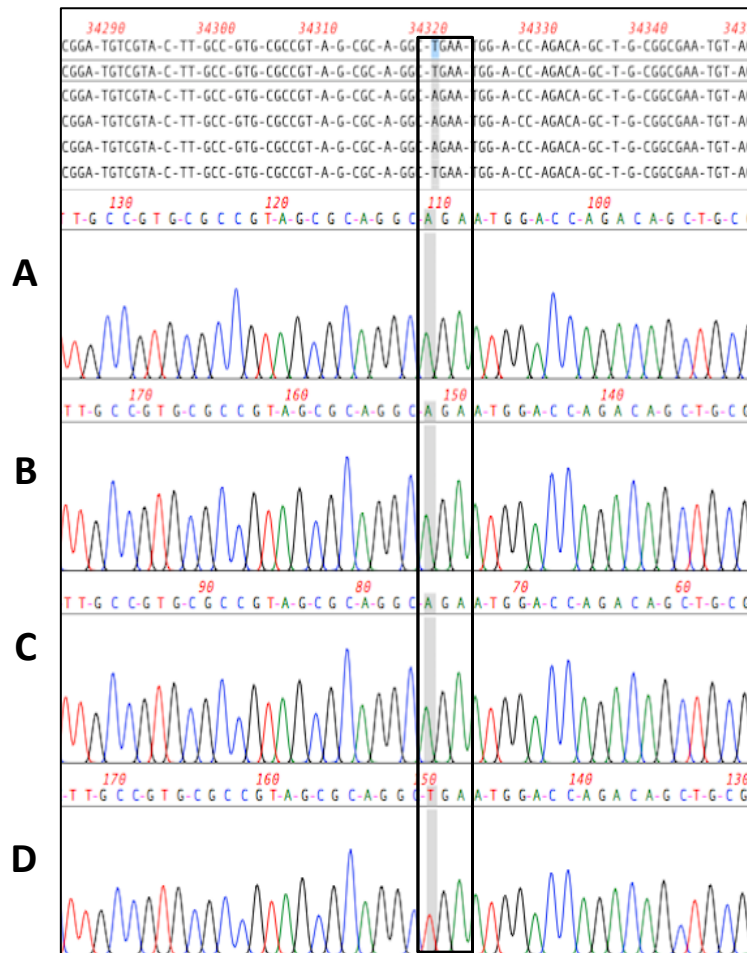 34290 34300 34310 34320 34330 34340 343
CGGA-TGTCGTA-C-TT-GCC-GTG-CGCCGT-A-G-CGC-A-GGC-TGAA-TGG-A-CC-AGACA-GC-T-G-CGGCGAA-TGT-A
CGGA-TGTCGTA-C-TT-GCC-GTG-CGCCGT-A-G-CGC-A-GGC-TGAA-TGG-A-CC-AGACA-GC-T-G-CGGCGAA-TGT-A
CGGA-TGTCGTA-C-TT-GCC-GTG-CGCCGT-A-G-CGC-A-GGC-AGAA-TGG-A-CC-AGACA-GC-T-G-CGGCGAA-TGT-A
CGGA-TGTCGTA-C-TT-GCC-GTG-CGCCGT-A-G-CGC-A-GGC-AGAA-TGG-A-CC-AGACA-GC-T-G-CGGCGAA-TGT-A
CGGA-TGTCGTA-C-TT-GCC-GTG-CGCCGT-A-G-CGC-A-GGC-AGAA-TGG-A-CC-AGACA-GC-T-G-CGGCGAA-TGT-A
CGGA-TGTCGTA-C-TT-GCC-GTG-CGCCGT-A-G-CGC-A-GGC-TGAA-TGG-A-CC-AGACA-GC-T-G-CGGCGAA-TGT-A
130 120 110 100
T T-G C C-G T G-C G C C G T-A-G-C G C-A-G G C-A G A A-T G G-A-C C-A G A C A-G C-T-G-C
A
170 160 150 140
T T-G C C-G T G-C G C C G T-A-G-C G C-A-G G C-A G A A-T G G-A-C C-A G A C A-G C-T-G-C G
B
90 80 70 60
T T-G C C-G T G-C G C C G T-A-G-C G C-A-G G C-A G A A-T G G-A-C C-A G A C A-G C-T-G-C G
C
170 160 150 140 130
-T T-G C C-G T G-C G C C G T-A-G-C G C-A-G G C-T G A A-T G G-A-C C-A G A C A-G C-T-G-C G
D